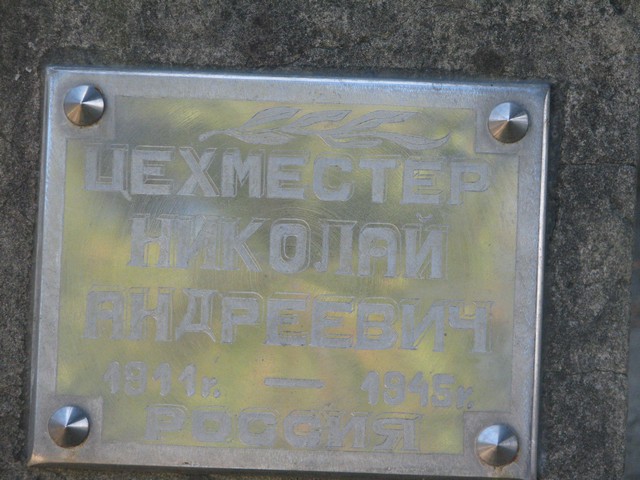 ЦЕХМЕСТЕР
НИКОЛАЙ
АНДРЕЕВИЧ
1911г. — 1945г.
РОССИЯ